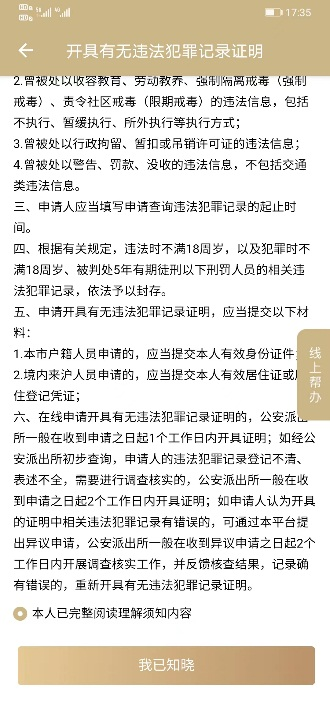 17:35
开具有无违法犯罪记录证明
2.曾被处以收容教育、劳动教养、强制隔离戒毒（强制
戒毒）、责令社区戒毒（限期戒毒）的违法信息，包括
不执行、暂缓执行、所外执行等执行方式；
3.曾被处以行政拘留、暂扣或吊销许可证的违法信息；
4.曾被处以警告、罚款、没收的违法信息，不包括交通
类违法信息。
三、申请人应当填写申请查询违法犯罪记录的起止时
间。
四、根据有关规定，违法时不满18周岁，以及犯罪时不
满18周岁、被判处5年有期徒刑以下刑罚人员的相关违
法犯罪记录，依法予以封存。
五、申请开具有无违法犯罪记录证明，应当提交以下材
料：
1.本市户籍人员申请的，应当提交本人有效身份证件
2.境内来沪人员申请的，应当提交本人有效居住证或
住登记凭证；
线上帮办
六、在线申请开具有无违法犯罪记录证明的，公安派出
所一般在收到申请之日起1个工作日内开具证明；如经公
安派出所初步查询，申请人的违法犯罪记录登记不清、
表述不全，需要进行调查核实的，公安派出所一般在收
到申请之日起2个工作日内开具证明；如申请人认为开具
的证明中相关违法犯罪记录有错误的，可通过本平台提
出异议申请，公安派出所一般在收到异议申请之日起2个
工作日内开展调查核实工作，并反馈核查结果，记录确
有错误的，重新开具有无违法犯罪记录证明。
本人已完整阅读理解须知内容
我已知晓